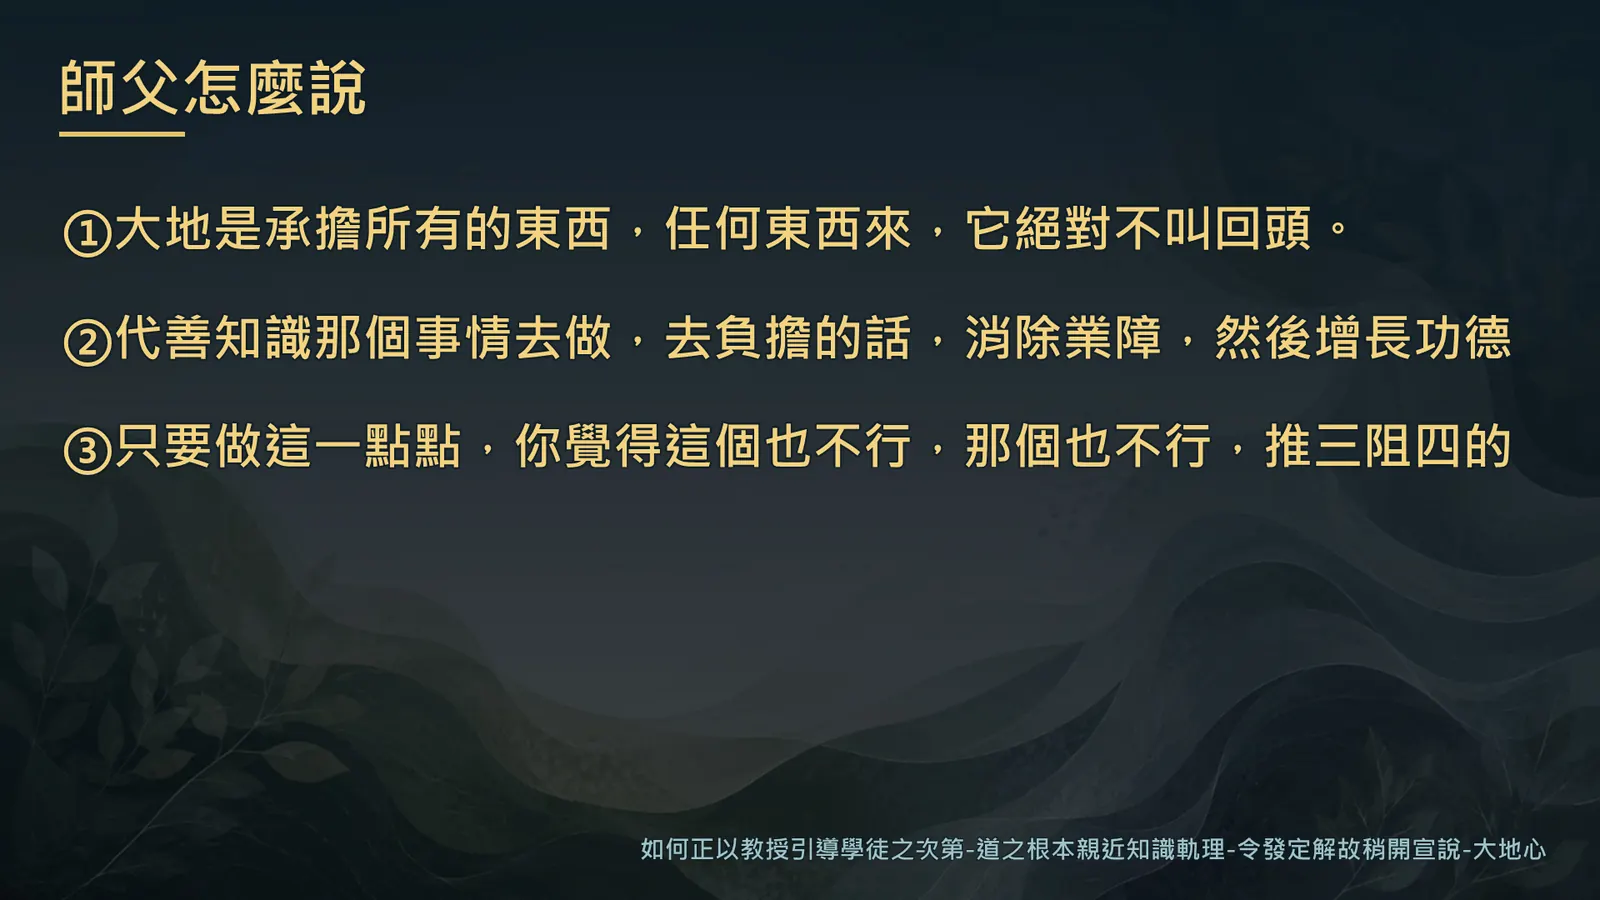 師父怎麼說
①大地是承擔所有的東西，任何東西來，它絕對不叫回頭。
②代善知識那個事情去做，去負擔的話，消除業障，然後增長功德
③只要做這一點點，你覺得這個也不行，那個也不行，推三阻四的
如何正以教授引導學徒之次第-道之根本親近知識軌理-令發定解故稍開宣說-大地心